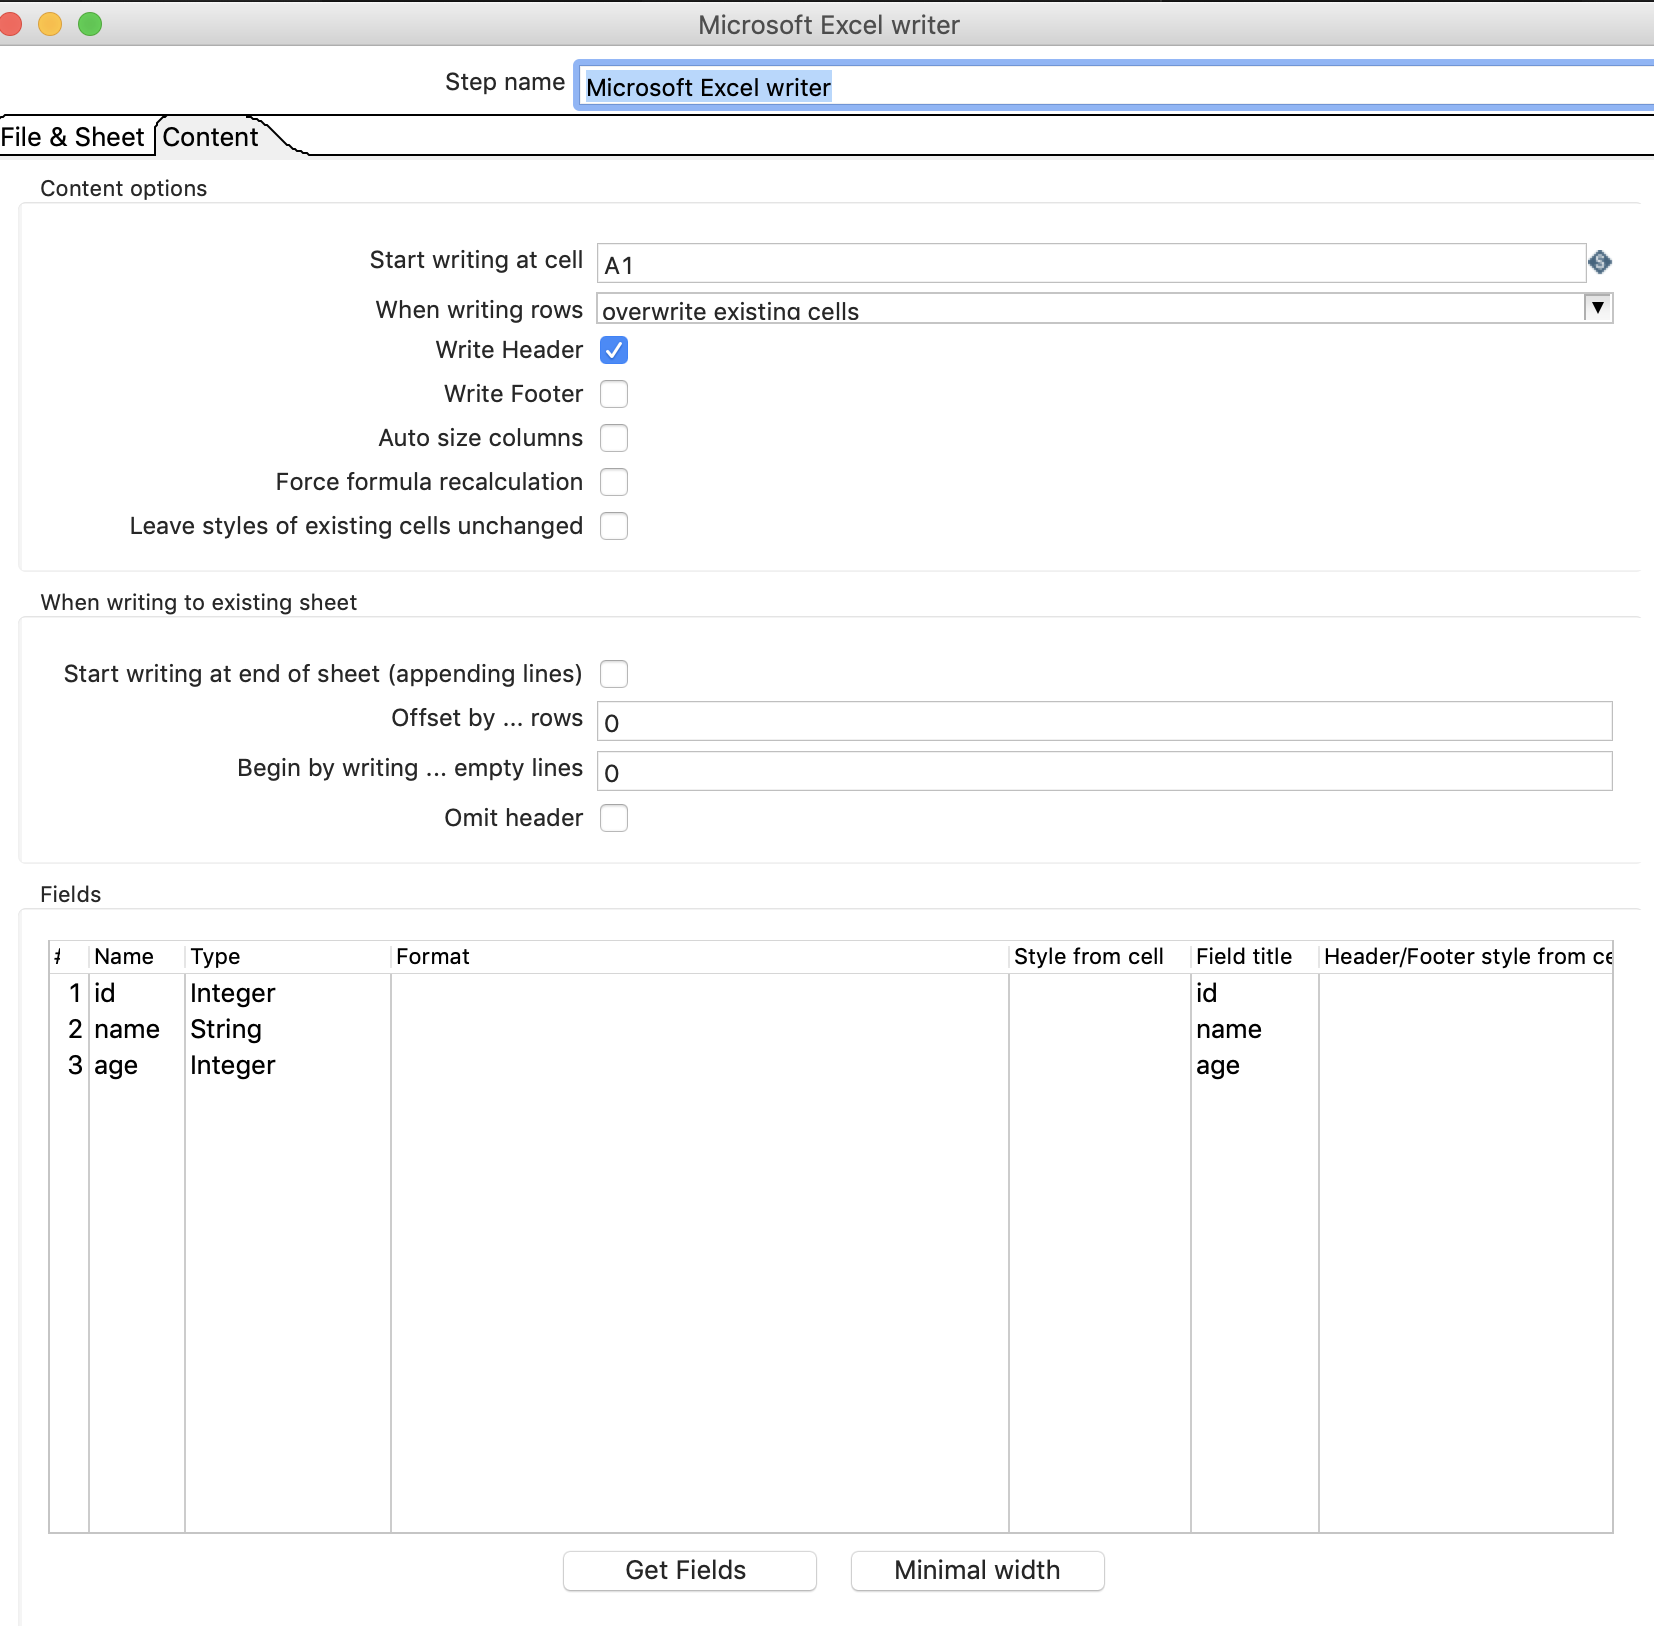 Microsoft Excel writer
Step name Microsoft Excel writer
File & Sheet Content
Content options
Start writing at cell A1
When writing rows overwrite existing cells
Write Header
Write Footer
Auto size columns
Force formula recalculation
Leave styles of existing cells unchanged
When writing to existing sheet
Start writing at end of sheet (appending lines)
Offset by ... rows 0
Begin by writing ... empty lines 0
Omit header
Fields
# Name Type Format Style from cell Field title Header/Footer style from ce
1 id Integer id
2 name String name
3 age Integer age
Get Fields Minimal width